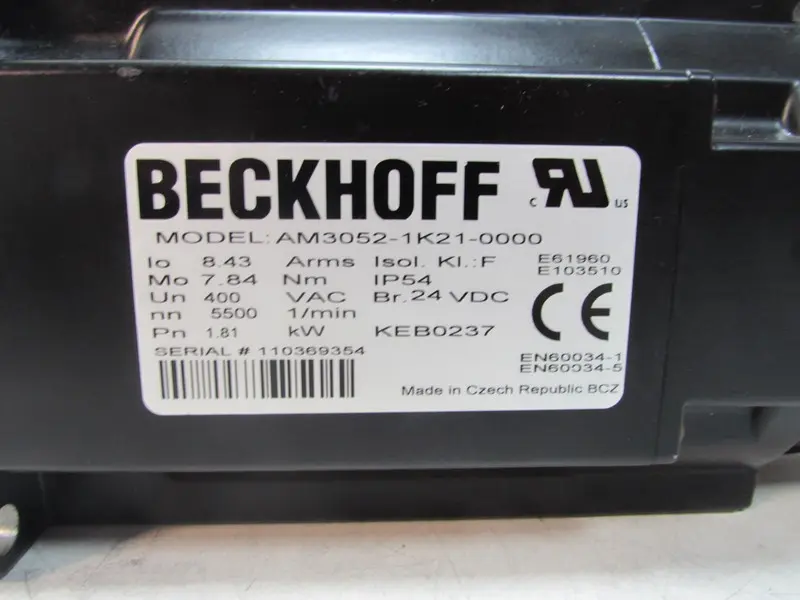 BECKHOFF c RU us
MODEL: AM3052-1K21-0000
Io 8.43 Arms Isol. Kl.:F E61960
Mo 7.84 Nm IP54 E103510
Un 400 VAC Br. 24 VDC
nn 5500 1/min CE
Pn 1.81 kW KEB0237
SERIAL # 110369354 EN60034-1
EN60034-5
Made in Czech Republic BCZ